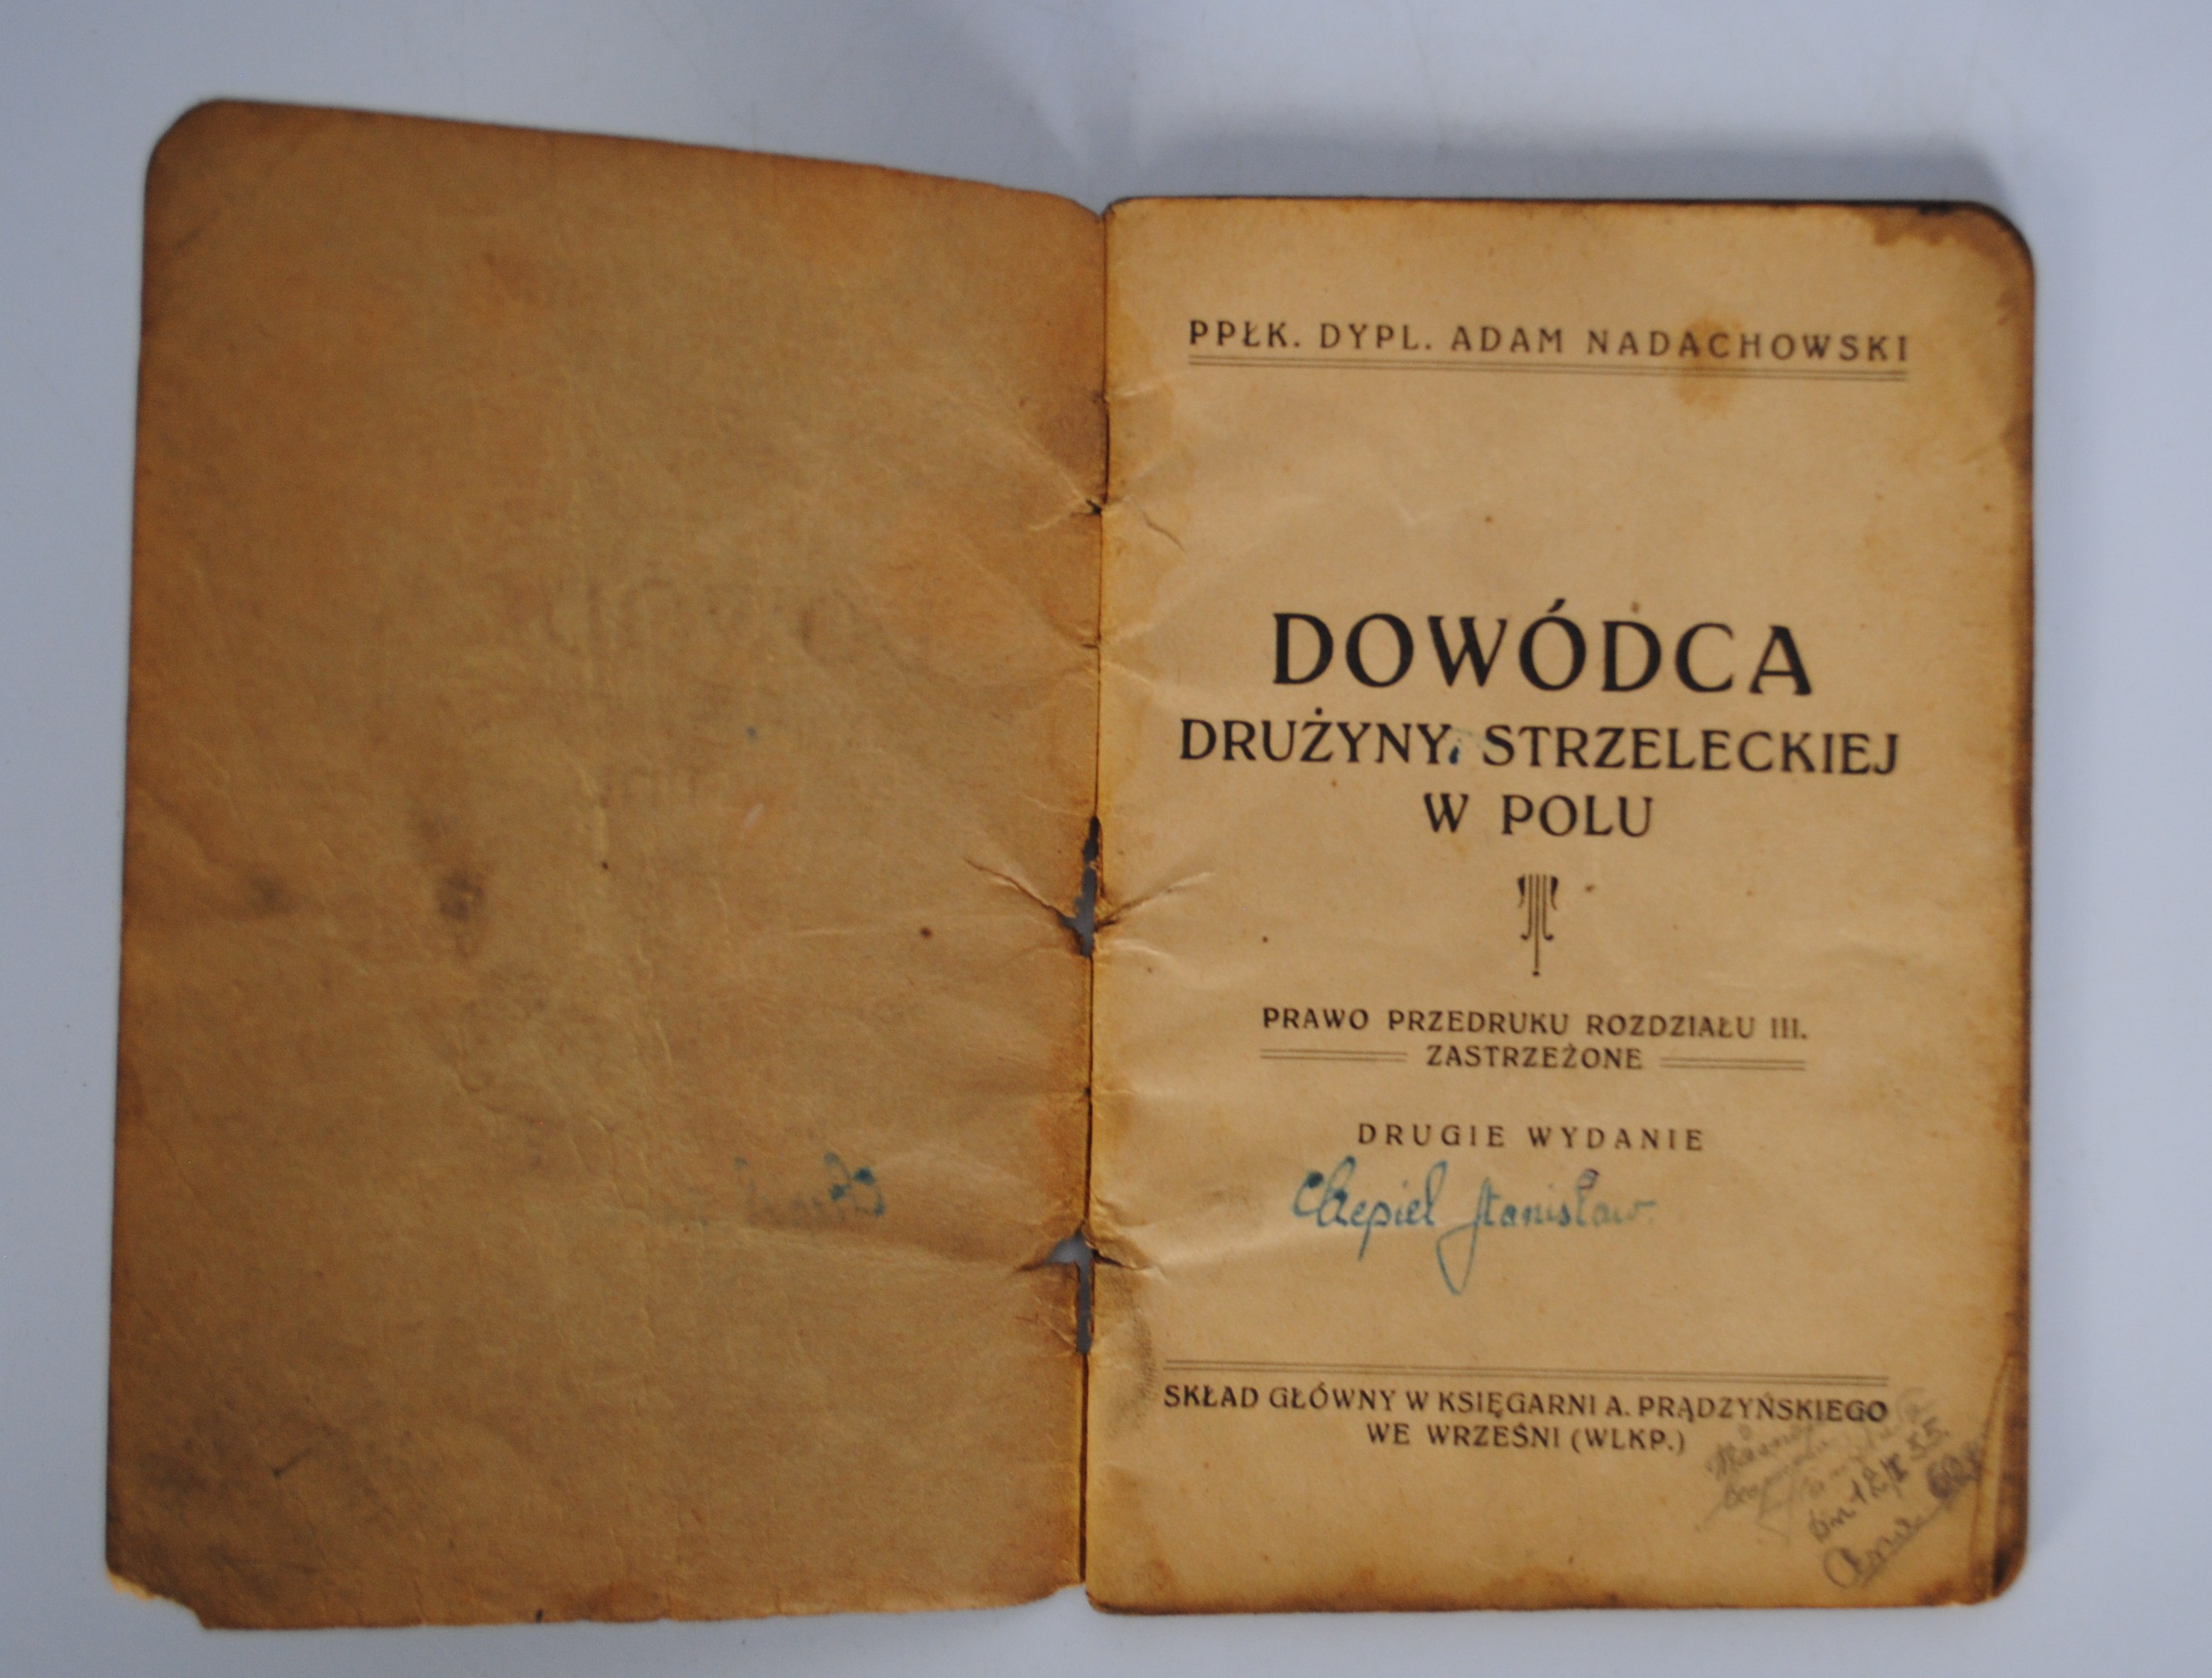 PPŁK. DYPL. ADAM NADACHOWSKI
DOWÓDCA
DRUŻYNY STRZELECKIEJ
W POLU
PRAWO PRZEDRUKU ROZDZIAŁU III.
ZASTRZEŻONE
DRUGIE WYDANIE
Stanisław
SKŁAD GŁÓWNY W KSIĘGARNI A. PRĄDZYŃSKIEGO
WE WRZEŚNI (WLKP.)